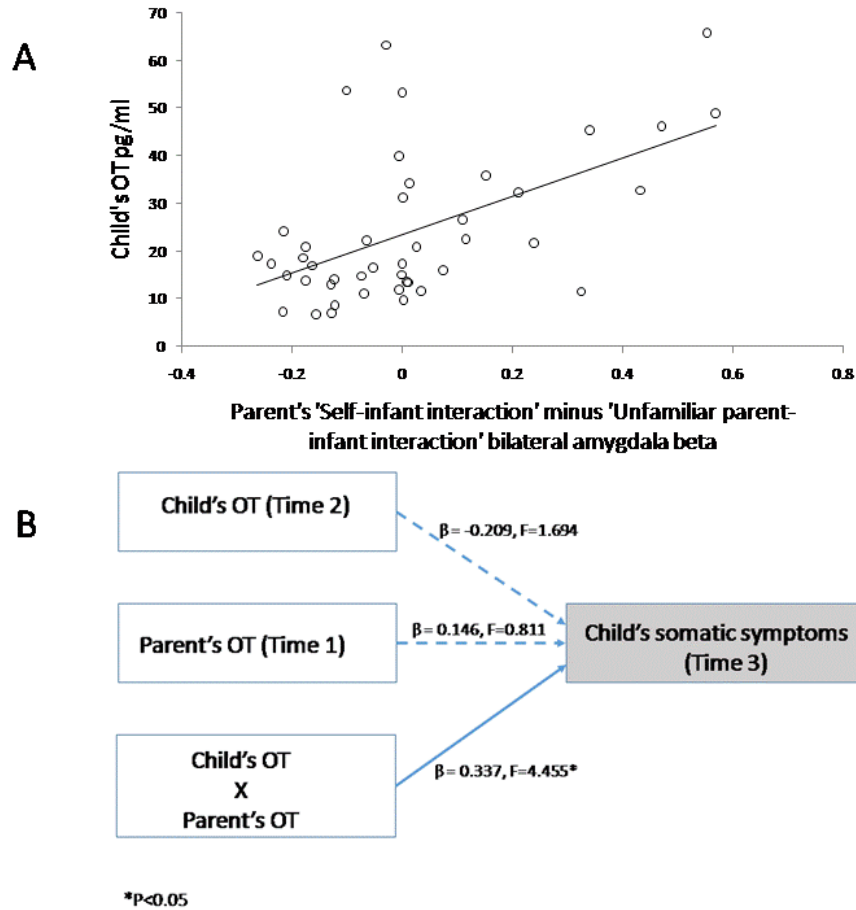 A
70
60
50
40
30
20
10
0
Child's OT pg/ml
-0.4
-0.2
0
0.2
0.4
0.6
0.8
Parent's 'Self-infant interaction' minus 'Unfamiliar parent-
infant interaction' bilateral amygdala beta
B
Child's OT (Time 2)
β= -0.209, F=1.694
Parent's OT (Time 1)
β= 0.146, F=0.811
Child's somatic symptoms
(Time 3)
Child's OT
X
Parent's OT
β= 0.337, F=4.455*
*P<0.05